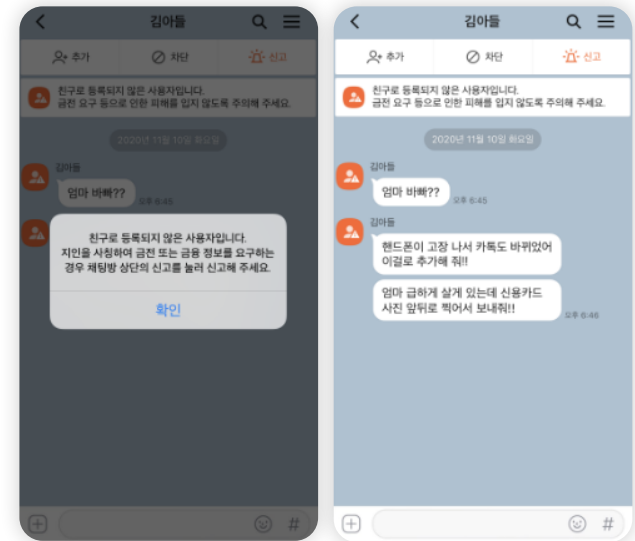 김아들
추가
차단
신고
친구로 등록되지 않은 사용자입니다.
금전 요구 등으로 인한 피해를 입지 않도록 주의해 주세요.
2020년 11월 10일 화요일
김아들
엄마 바빠??
오후 6:45
친구로 등록되지 않은 사용자입니다.
지인을 사칭하여 금전 또는 금융 정보를 요구하는
경우 채팅방 상단의 신고를 눌러 신고해 주세요.
확인
#
김아들
추가
차단
신고
친구로 등록되지 않은 사용자입니다.
금전 요구 등으로 인한 피해를 입지 않도록 주의해 주세요.
2020년 11월 10일 화요일
김아들
엄마 바빠??
오후 6:45
김아들
핸드폰이 고장 나서 카톡도 바뀌었어
이걸로 추가해 줘!!
엄마 급하게 살게 있는데 신용카드
사진 앞뒤로 찍어서 보내줘!!
오후 6:46
#